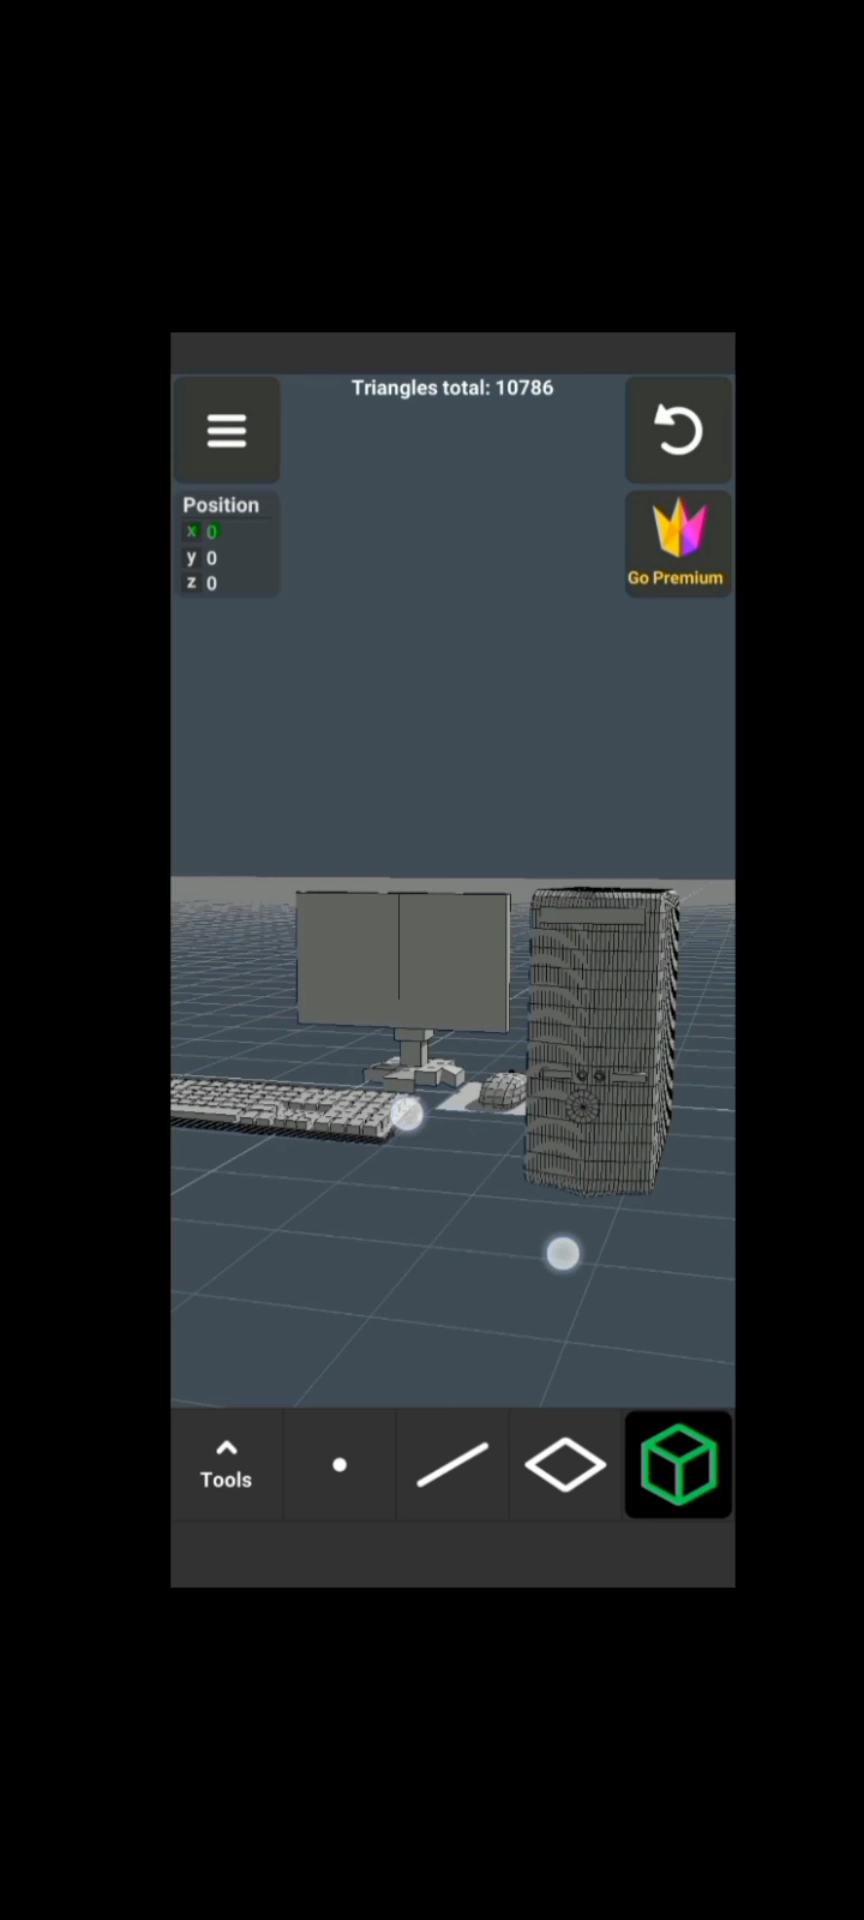 Triangles total: 10786
Position
x 0
y 0
z 0
Go Premium
Tools